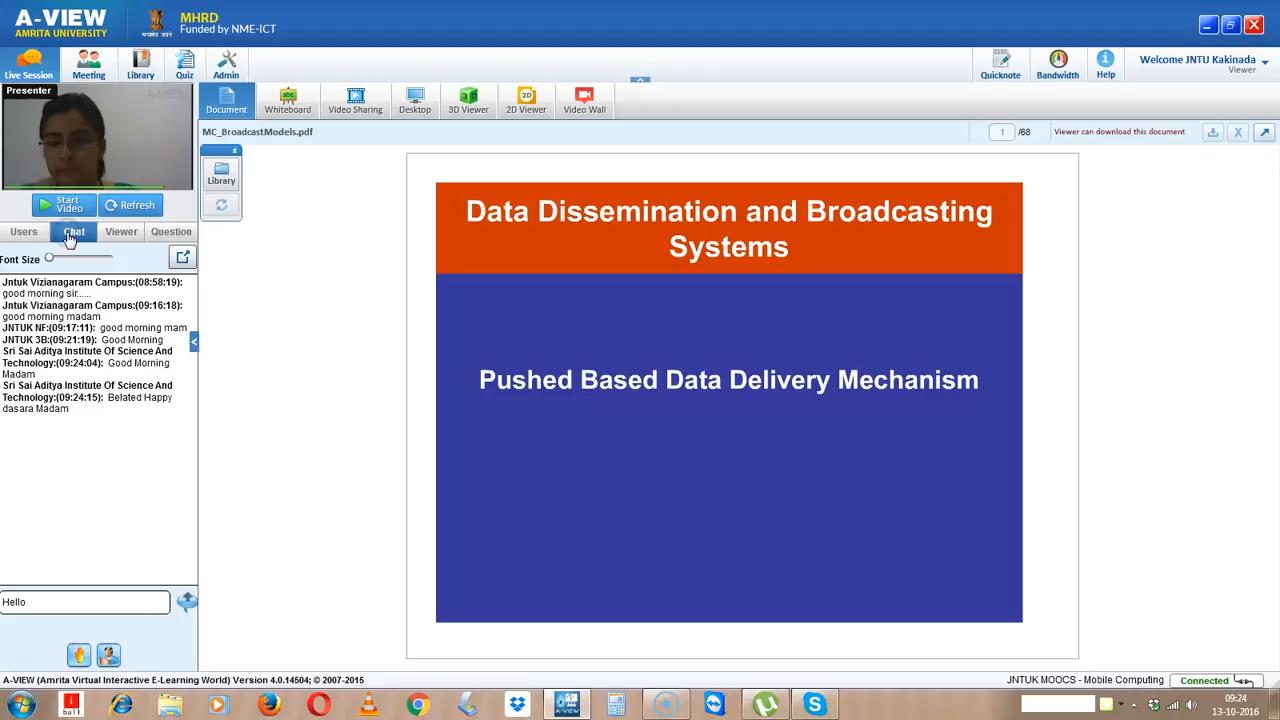 A-VIEW
AMRITA UNIVERSITY
MHRD
Funded by NME-ICT
Live Session
Meeting
Library
Quiz
Admin
Quicknote
Bandwidth
Help
Welcome JNTU Kakinada
Viewer
Presenter
A-VIEW
Document
Whiteboard
Video Sharing
Desktop
3D Viewer
2D Viewer
Video Wall
MC_BroadcastModels.pdf
1 /68
Viewer can download this document
X
Library
Start Video
Refresh
Users
Chat
Viewer
Question
Font Size
Jntuk Vizianagaram Campus:(08:58:19):
good morning sir......
Jntuk Vizianagaram Campus:(09:16:18):
good morning madam
JNTUK NF:(09:17:11): good morning mam
JNTUK 3B:(09:21:19): Good Morning
Sri Sai Aditya Institute Of Science And
Technology:(09:24:04): Good Morning
Madam
Sri Sai Aditya Institute Of Science And
Technology:(09:24:15): Belated Happy
dasara Madam
Hello
Data Dissemination and Broadcasting
Systems
Pushed Based Data Delivery Mechanism
A-VIEW (Amrita Virtual Interactive E-Learning World) Version 4.0.14504; © 2007-2015
JNTUK MOOCS - Mobile Computing
Connected
i
ball
09:24
13-10-2016